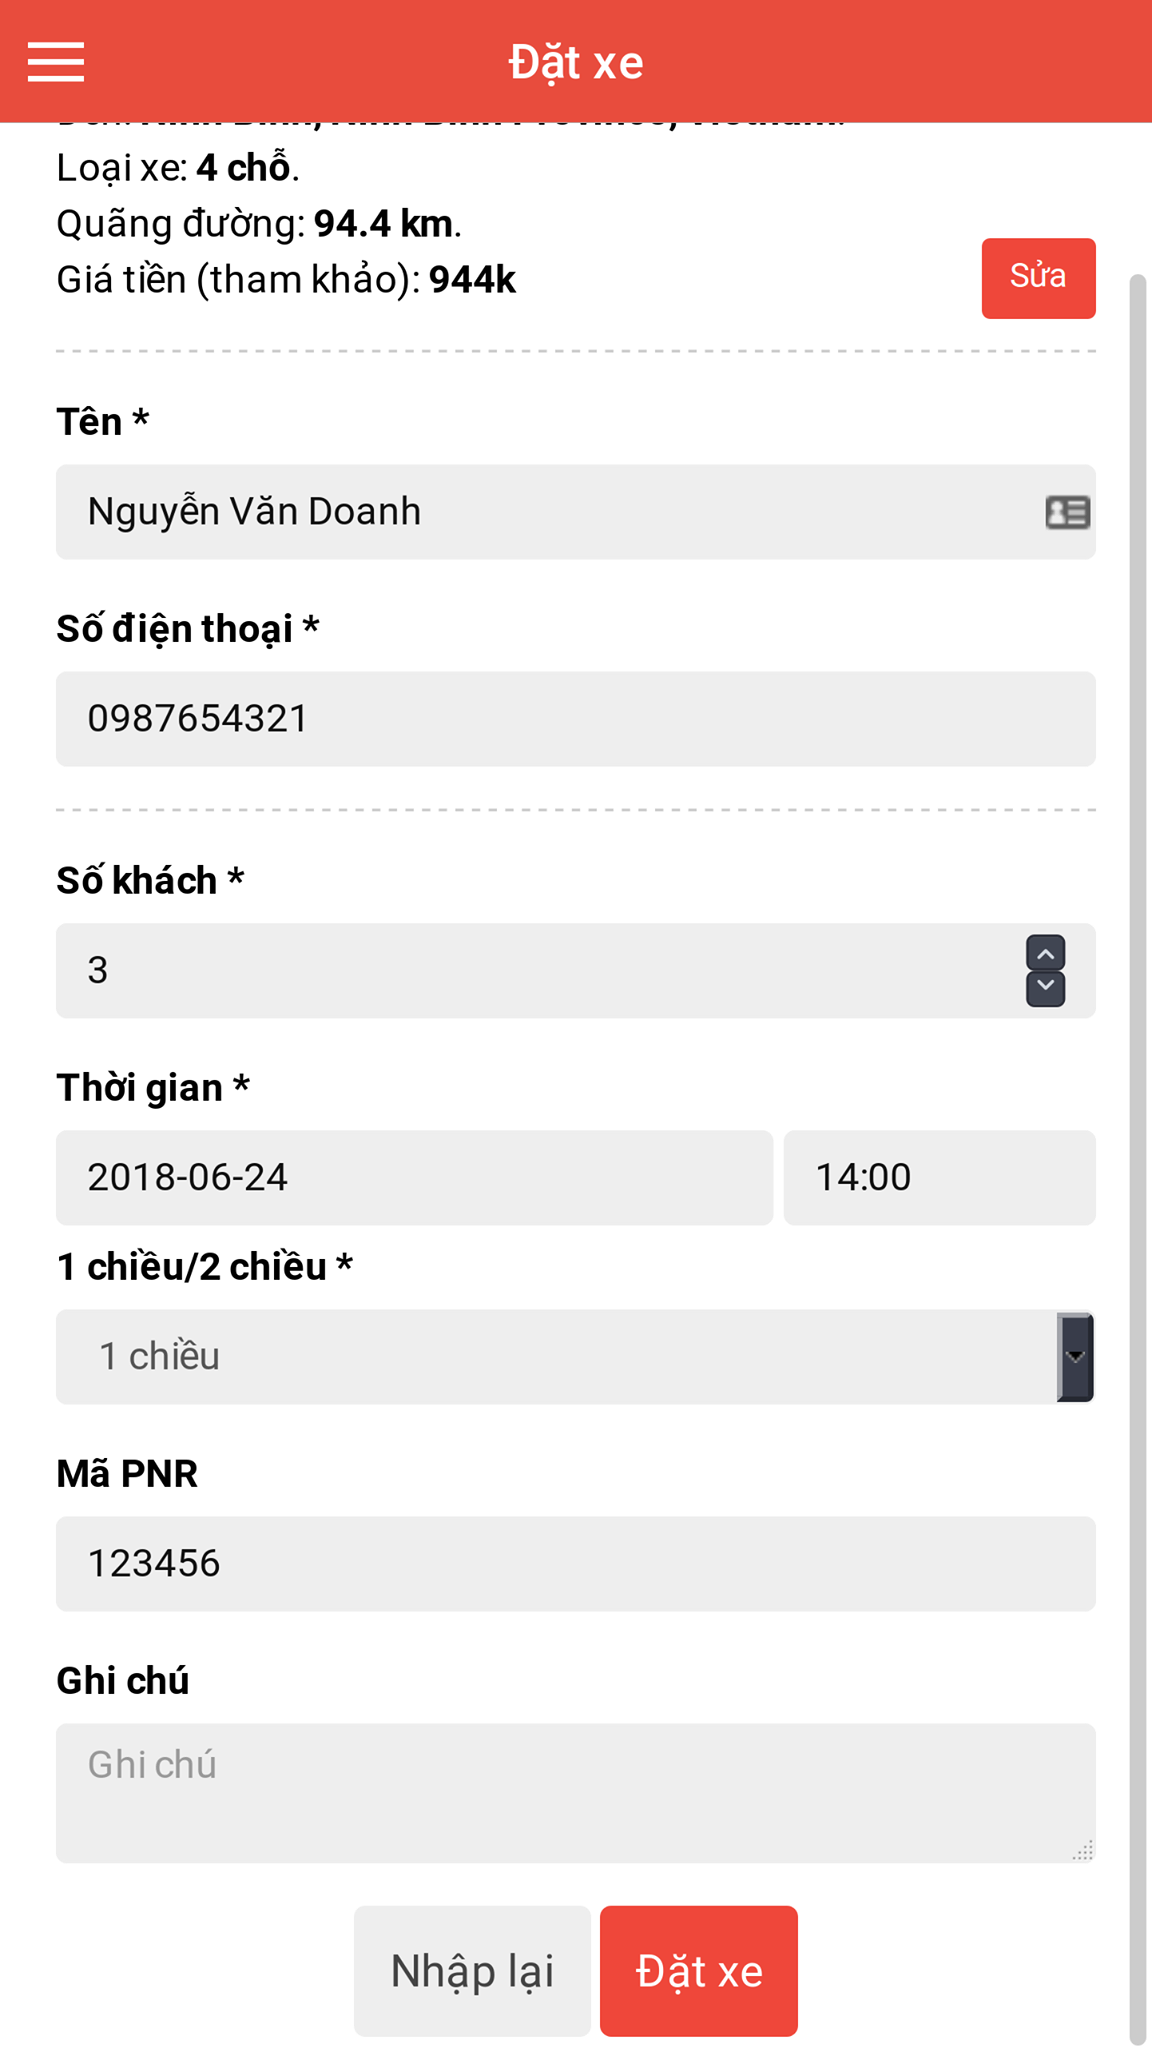 Đặt xe
Loại xe: 4 chỗ.
Quãng đường: 94.4 km.
Giá tiền (tham khảo): 944k
Sửa
Tên *
Nguyễn Văn Doanh
Số điện thoại *
0987654321
Số khách *
3
Thời gian *
2018-06-24 14:00
1 chiều/2 chiều *
1 chiều
Mã PNR
123456
Ghi chú
Ghi chú
Nhập lại Đặt xe